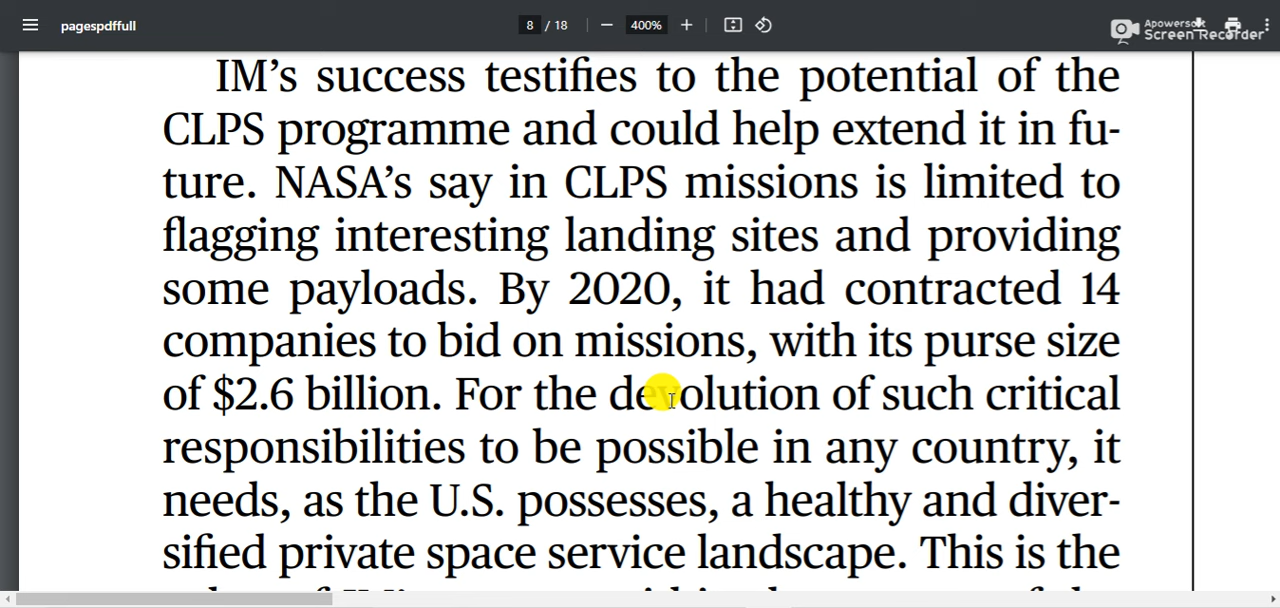 pagespdffull
8 / 18
400%
Apowersoft
Screen Recorder
IM’s success testifies to the potential of the
CLPS programme and could help extend it in fu-
ture. NASA’s say in CLPS missions is limited to
flagging interesting landing sites and providing
some payloads. By 2020, it had contracted 14
companies to bid on missions, with its purse size
of $2.6 billion. For the devolution of such critical
responsibilities to be possible in any country, it
needs, as the U.S. possesses, a healthy and diver-
sified private space service landscape. This is the